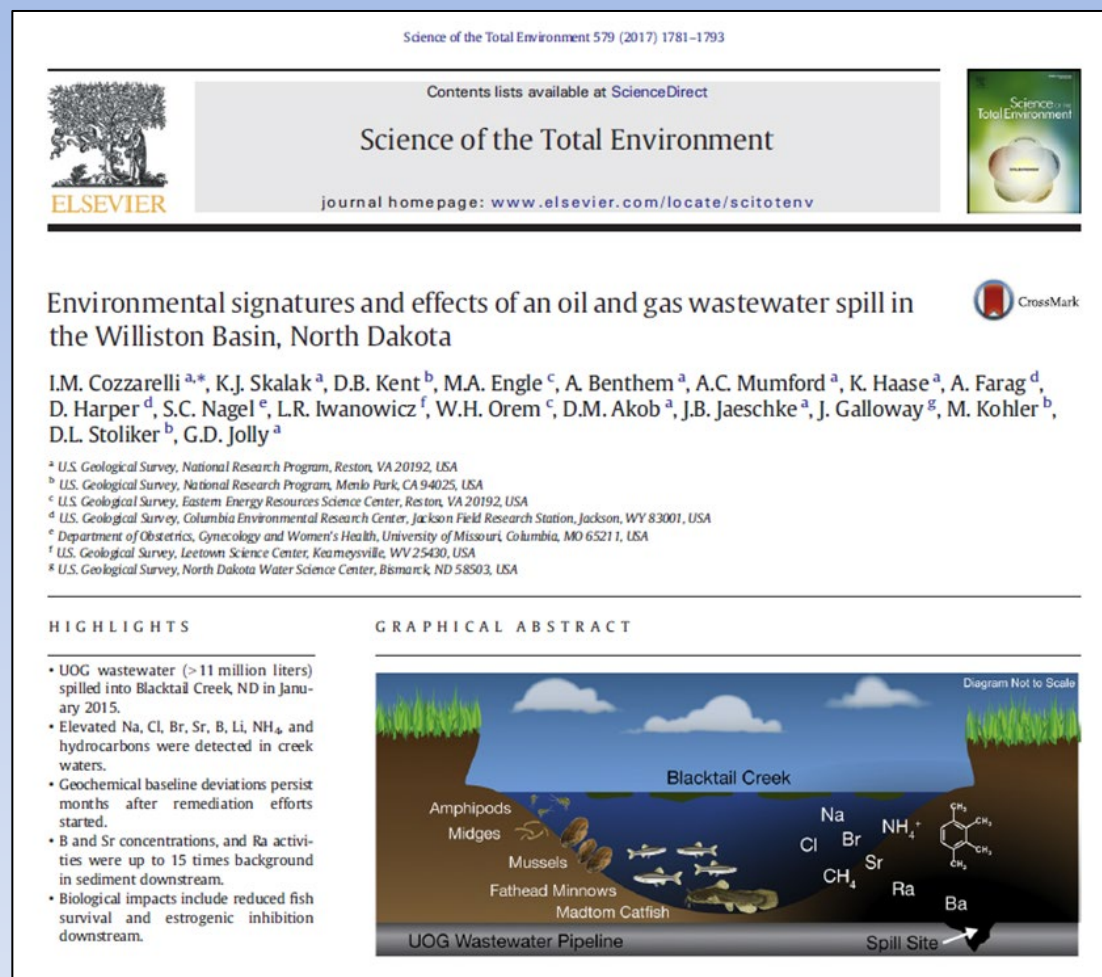 Science of the Total Environment 579 (2017) 1781–1793
Contents lists available at ScienceDirect
Science of the Total Environment
journal homepage: www.elsevier.com/locate/scitotenv
ELSEVIER
Science of the
Total Environment
Environmental signatures and effects of an oil and gas wastewater spill in
the Williston Basin, North Dakota
CrossMark
I.M. Cozzarelli a,*, K.J. Skalak a, D.B. Kent b, M.A. Engle c, A. Benthem a, A.C. Mumford a, K. Haase a, A. Farag d,
D. Harper d, S.C. Nagel e, L.R. Iwanowicz f, W.H. Orem c, D.M. Akob a, J.B. Jaeschke a, J. Galloway g, M. Kohler b,
D.L. Stoliker b, G.D. Jolly a
a U.S. Geological Survey, National Research Program, Reston, VA 20192, USA
b U.S. Geological Survey, National Research Program, Menlo Park, CA 94025, USA
c U.S. Geological Survey, Eastern Energy Resources Science Center, Reston, VA 20192, USA
d U.S. Geological Survey, Columbia Environmental Research Center, Jackson Field Research Station, Jackson, WY 83001, USA
e Department of Obstetrics, Gynecology and Women's Health, University of Missouri, Columbia, MO 65211, USA
f U.S. Geological Survey, Leetown Science Center, Kearneysville, WV 25430, USA
g U.S. Geological Survey, North Dakota Water Science Center, Bismarck, ND 58503, USA
HIGHLIGHTS
• UOG wastewater (>11 million liters)
spilled into Blacktail Creek, ND in Janu-
ary 2015.
• Elevated Na, Cl, Br, Sr, B, Li, NH4, and
hydrocarbons were detected in creek
waters.
• Geochemical baseline deviations persist
months after remediation efforts
started.
• B and Sr concentrations, and Ra activi-
ties were up to 15 times background
in sediment downstream.
• Biological impacts include reduced fish
survival and estrogenic inhibition
downstream.
GRAPHICAL ABSTRACT
Diagram Not to Scale
Blacktail Creek
Amphipods
Midges
Mussels
Fathead Minnows
Madtom Catfish
Na
Cl
Br
NH4+
Sr
CH4
Ra
Ba
CH3
CH3
CH3
CH3
UOG Wastewater Pipeline
Spill Site